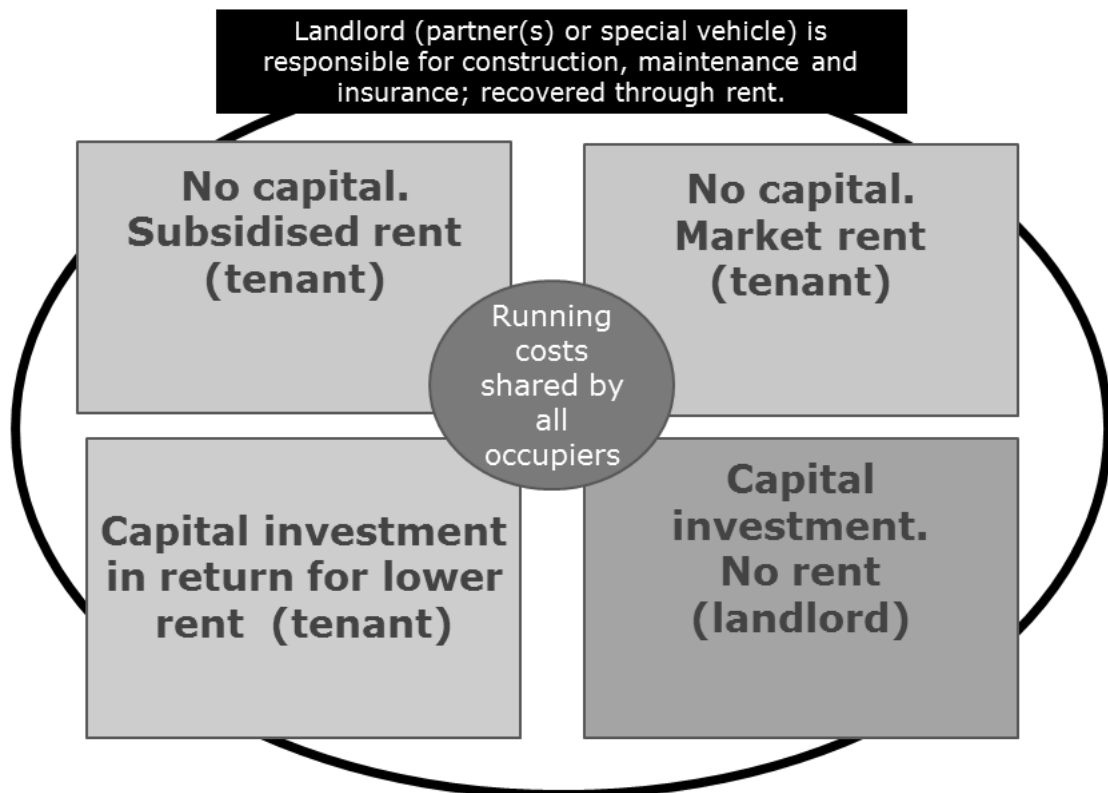 Landlord (partner(s) or special vehicle) is
responsible for construction, maintenance and
insurance; recovered through rent.
No capital.
Subsidised rent
(tenant)
No capital.
Market rent
(tenant)
Running
costs
shared by
all
occupiers
Capital investment
in return for lower
rent  (tenant)
Capital
investment.
No rent
(landlord)